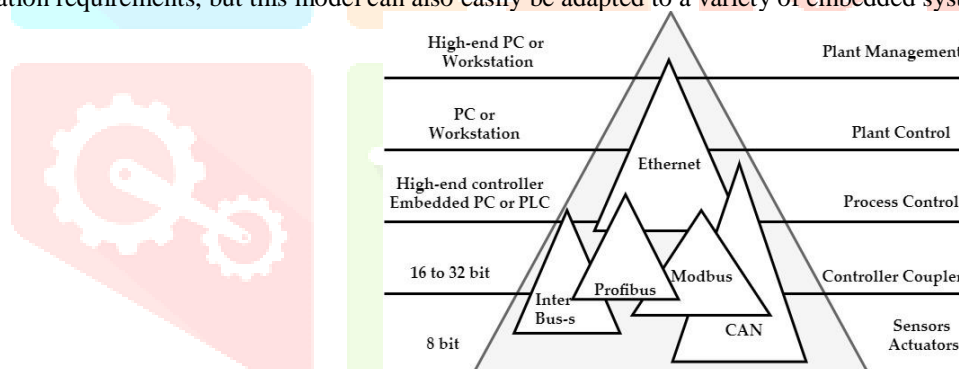 ation requirements, but this model can also easily be adapted to a variety of embedded sys
High-end PC or
Workstation
Plant Management
PC or
Workstation
Plant Control
Ethernet
High-end controller
Embedded PC or PLC
Process Control
16 to 32 bit
Modbus
Controller Couple
Profibus
Inter
Bus-s
CAN
Sensors
Actuators
8 bit